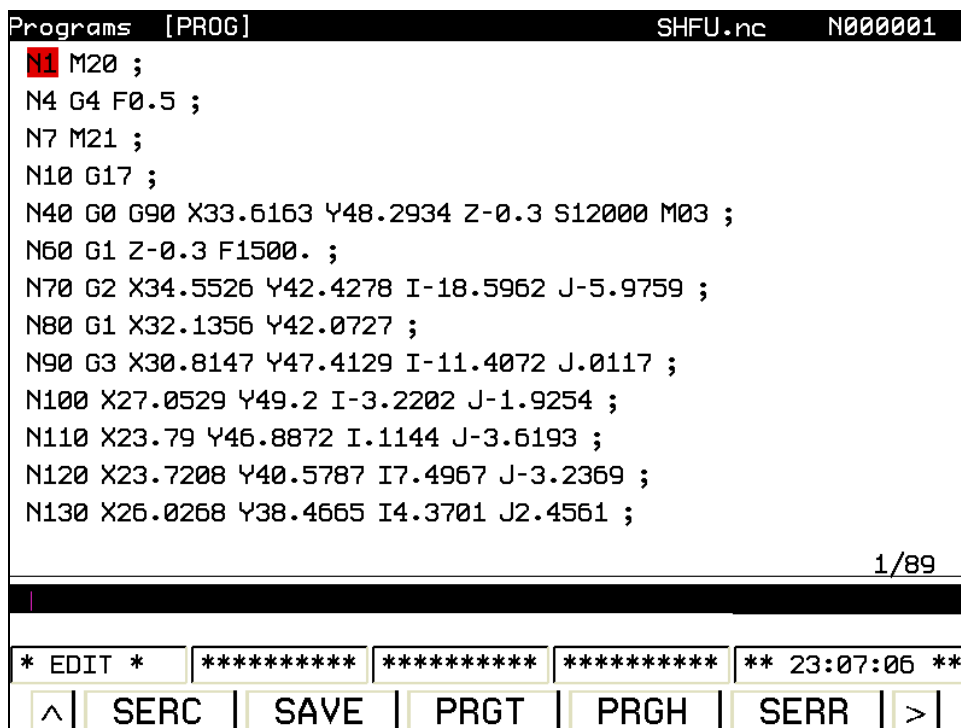 Programs [PROG] SHFU.nc N000001
N1 M20 ;
N4 G4 F0.5 ;
N7 M21 ;
N10 G17 ;
N40 G0 G90 X33.6163 Y48.2934 Z-0.3 S12000 M03 ;
N60 G1 Z-0.3 F1500. ;
N70 G2 X34.5526 Y42.4278 I-18.5962 J-5.9759 ;
N80 G1 X32.1356 Y42.0727 ;
N90 G3 X30.8147 Y47.4129 I-11.4072 J.0117 ;
N100 X27.0529 Y49.2 I-3.2202 J-1.9254 ;
N110 X23.79 Y46.8872 I.1144 J-3.6193 ;
N120 X23.7208 Y40.5787 I7.4967 J-3.2369 ;
N130 X26.0268 Y38.4665 I4.3701 J2.4561 ;
1/89
* EDIT * ********** ********** ********** ** 23:07:06 **
^ SERC SAVE PRGT PRGH SERR >